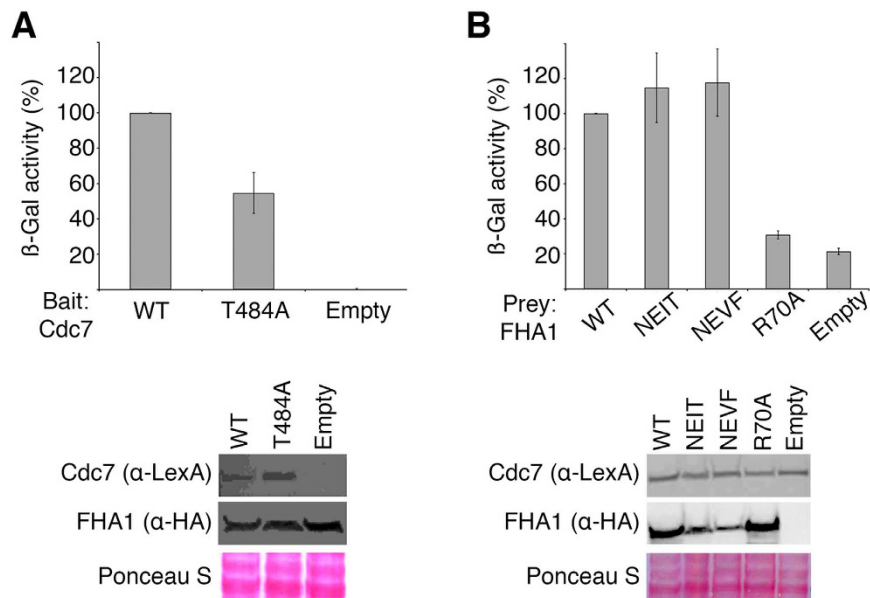 A
ß-Gal activity (%)
120
100
80
60
40
20
Bait:
Cdc7
WT
T484A
Empty
WT
T484A
Empty
Cdc7 (α-LexA)
FHA1 (α-HA)
Ponceau S
B
ß-Gal activity (%)
120
100
80
60
40
20
Prey:
FHA1
WT
NEIT
NEVF
R70A
Empty
WT
NEIT
NEVF
R70A
Empty
Cdc7 (α-LexA)
FHA1 (α-HA)
Ponceau S